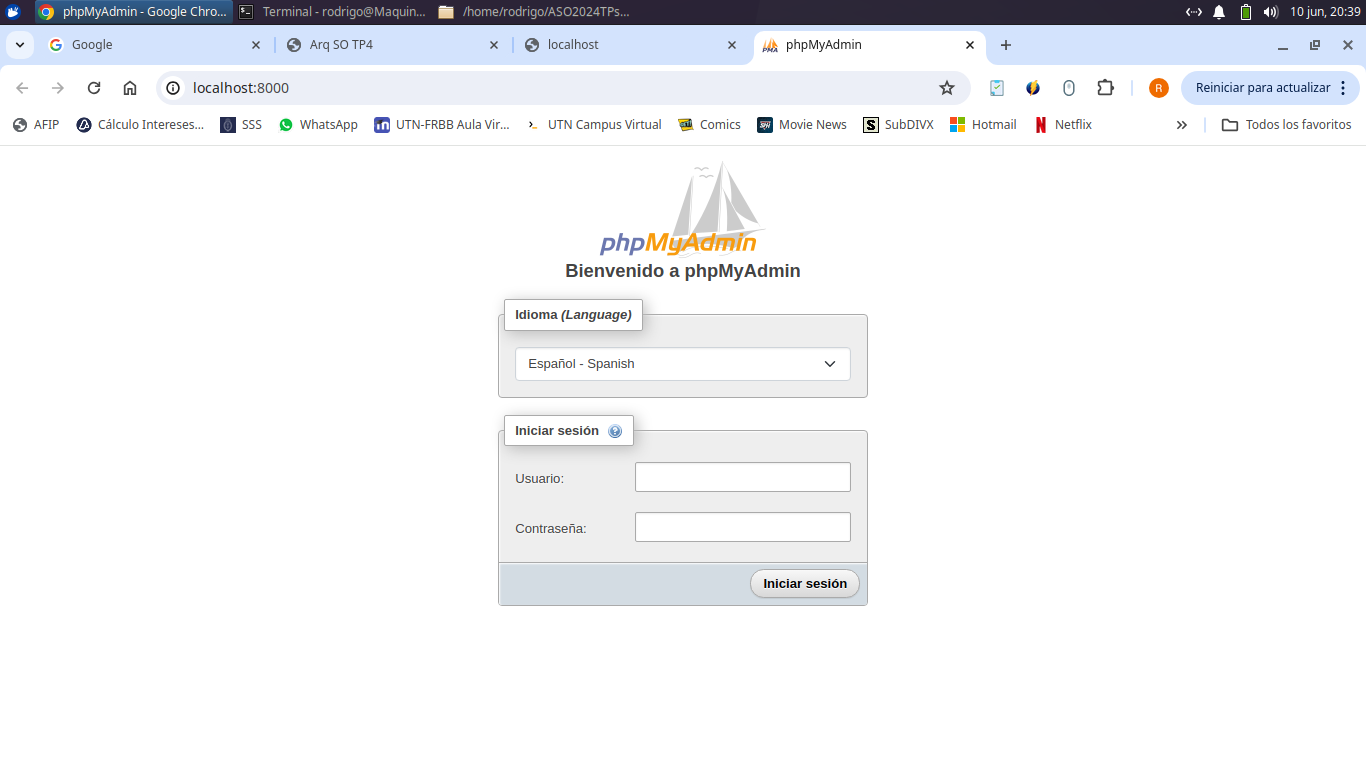 phpMyAdmin - Google Chro...
Terminal - rodrigo@Maquin...
/home/rodrigo/ASO2024TPs...
10 jun, 20:39
Google
Arq SO TP4
localhost
PMA
phpMyAdmin
localhost:8000
R
Reiniciar para actualizar
AFIP
Cálculo Intereses...
SSS
WhatsApp
UTN-FRBB Aula Vir...
UTN Campus Virtual
Comics
Movie News
S
SubDIVX
Hotmail
Netflix
Todos los favoritos
phpMyAdmin
Bienvenido a phpMyAdmin
Idioma (Language)
Español - Spanish
Iniciar sesión
Usuario:
Contraseña:
Iniciar sesión